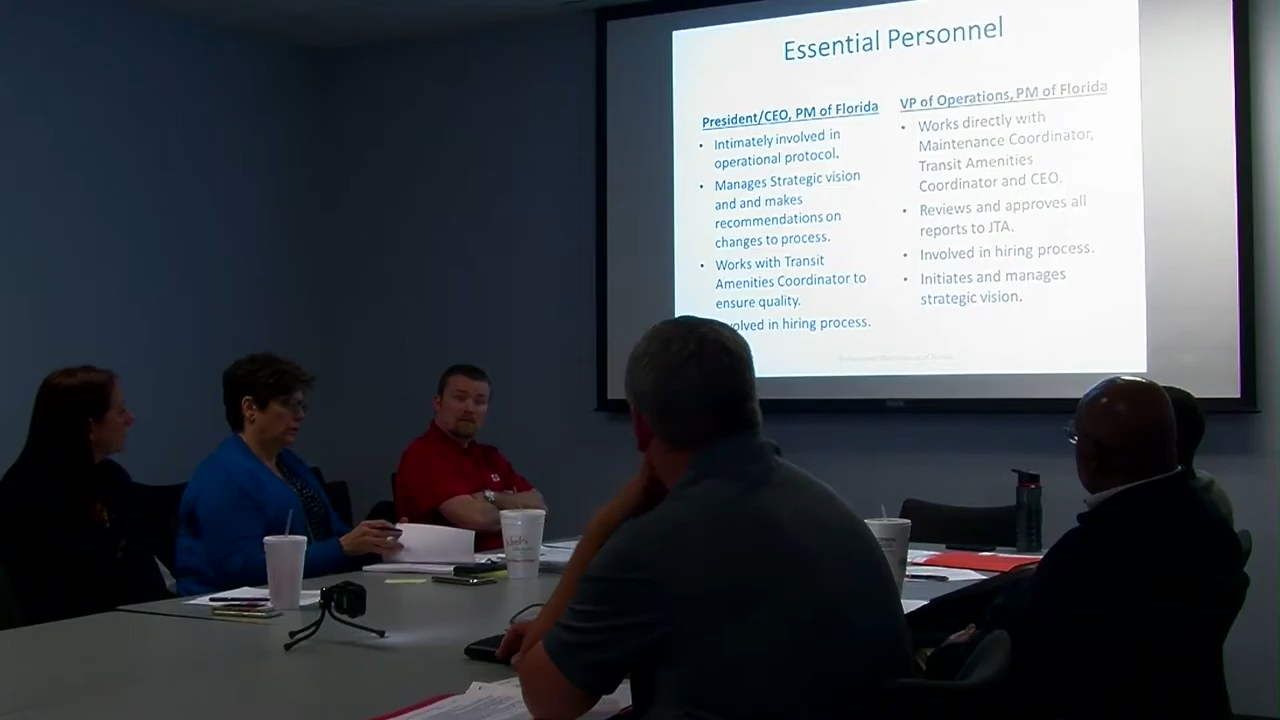 Essential Personnel
President/CEO, PM of Florida
• Intimately involved in
operational protocol.
• Manages Strategic vision
and and makes
recommendations on
changes to process.
• Works with Transit
Amenities Coordinator to
ensure quality.
volved in hiring process.
VP of Operations, PM of Florida
• Works directly with
Maintenance Coordinator,
Transit Amenities
Coordinator and CEO.
• Reviews and approves all
reports to JTA.
• Involved in hiring process.
• Initiates and manages
strategic vision.